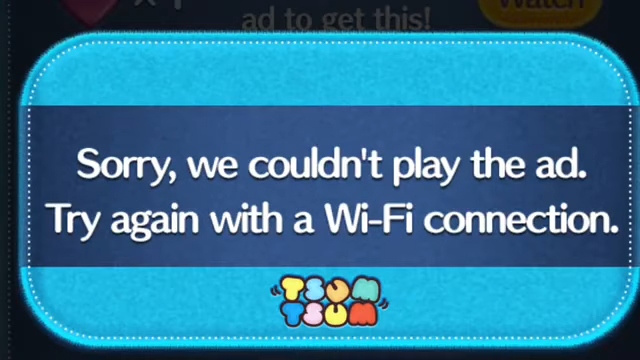 × 1
ad to get this!
Watch
Sorry, we couldn't play the ad.
Try again with a Wi-Fi connection.
TSUM
TSUM